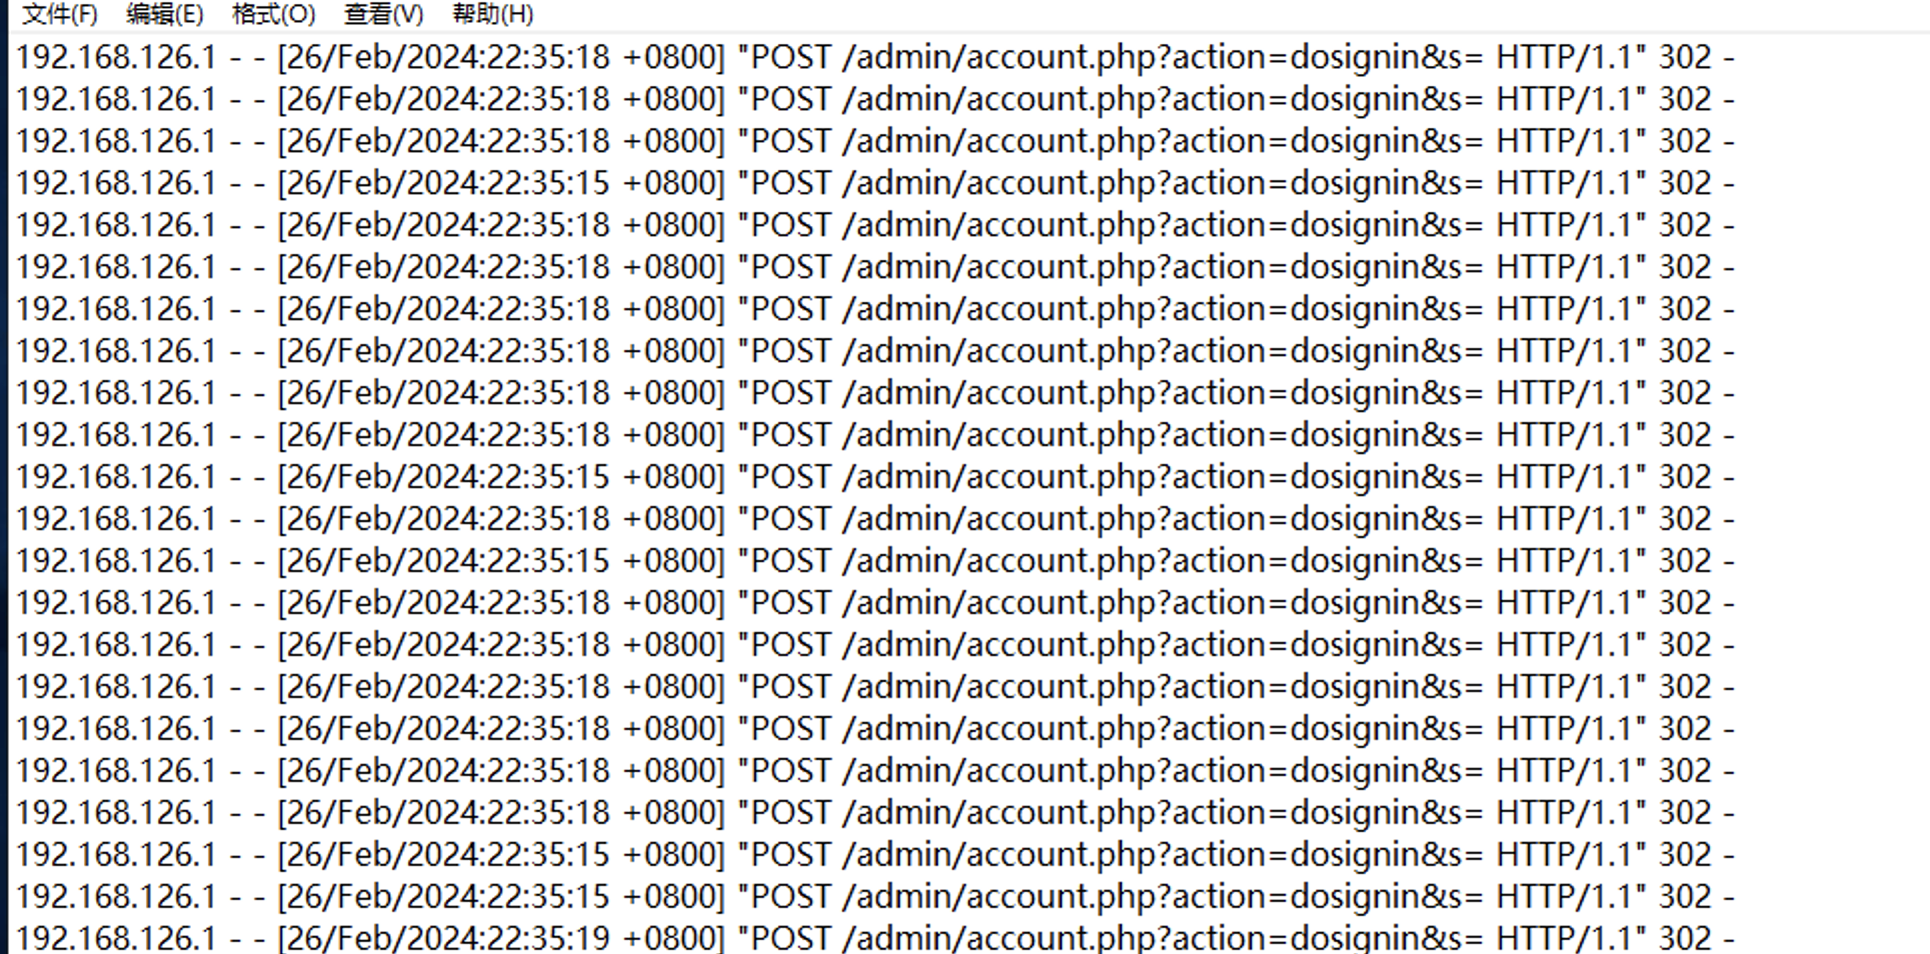 文件(F) 编辑(E) 格式(O) 查看(V) 帮助(H)
192.168.126.1 - - [26/Feb/2024:22:35:18 +0800] "POST /admin/account.php?action=dosignin&s= HTTP/1.1" 302 -
192.168.126.1 - - [26/Feb/2024:22:35:18 +0800] "POST /admin/account.php?action=dosignin&s= HTTP/1.1" 302 -
192.168.126.1 - - [26/Feb/2024:22:35:18 +0800] "POST /admin/account.php?action=dosignin&s= HTTP/1.1" 302 -
192.168.126.1 - - [26/Feb/2024:22:35:15 +0800] "POST /admin/account.php?action=dosignin&s= HTTP/1.1" 302 -
192.168.126.1 - - [26/Feb/2024:22:35:18 +0800] "POST /admin/account.php?action=dosignin&s= HTTP/1.1" 302 -
192.168.126.1 - - [26/Feb/2024:22:35:18 +0800] "POST /admin/account.php?action=dosignin&s= HTTP/1.1" 302 -
192.168.126.1 - - [26/Feb/2024:22:35:18 +0800] "POST /admin/account.php?action=dosignin&s= HTTP/1.1" 302 -
192.168.126.1 - - [26/Feb/2024:22:35:18 +0800] "POST /admin/account.php?action=dosignin&s= HTTP/1.1" 302 -
192.168.126.1 - - [26/Feb/2024:22:35:18 +0800] "POST /admin/account.php?action=dosignin&s= HTTP/1.1" 302 -
192.168.126.1 - - [26/Feb/2024:22:35:18 +0800] "POST /admin/account.php?action=dosignin&s= HTTP/1.1" 302 -
192.168.126.1 - - [26/Feb/2024:22:35:15 +0800] "POST /admin/account.php?action=dosignin&s= HTTP/1.1" 302 -
192.168.126.1 - - [26/Feb/2024:22:35:18 +0800] "POST /admin/account.php?action=dosignin&s= HTTP/1.1" 302 -
192.168.126.1 - - [26/Feb/2024:22:35:15 +0800] "POST /admin/account.php?action=dosignin&s= HTTP/1.1" 302 -
192.168.126.1 - - [26/Feb/2024:22:35:18 +0800] "POST /admin/account.php?action=dosignin&s= HTTP/1.1" 302 -
192.168.126.1 - - [26/Feb/2024:22:35:18 +0800] "POST /admin/account.php?action=dosignin&s= HTTP/1.1" 302 -
192.168.126.1 - - [26/Feb/2024:22:35:18 +0800] "POST /admin/account.php?action=dosignin&s= HTTP/1.1" 302 -
192.168.126.1 - - [26/Feb/2024:22:35:18 +0800] "POST /admin/account.php?action=dosignin&s= HTTP/1.1" 302 -
192.168.126.1 - - [26/Feb/2024:22:35:18 +0800] "POST /admin/account.php?action=dosignin&s= HTTP/1.1" 302 -
192.168.126.1 - - [26/Feb/2024:22:35:18 +0800] "POST /admin/account.php?action=dosignin&s= HTTP/1.1" 302 -
192.168.126.1 - - [26/Feb/2024:22:35:15 +0800] "POST /admin/account.php?action=dosignin&s= HTTP/1.1" 302 -
192.168.126.1 - - [26/Feb/2024:22:35:15 +0800] "POST /admin/account.php?action=dosignin&s= HTTP/1.1" 302 -
192.168.126.1 - - [26/Feb/2024:22:35:19 +0800] "POST /admin/account.php?action=dosignin&s= HTTP/1.1" 302 -